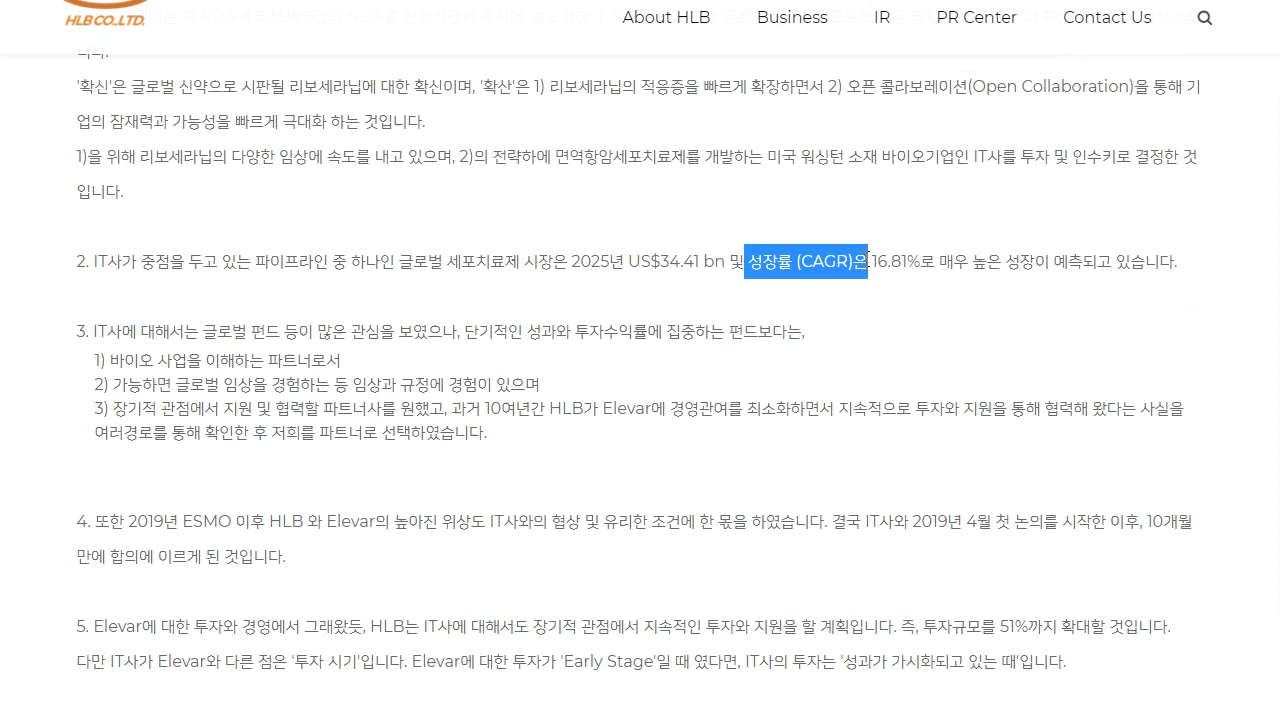 HLB CO.,LTD.
About HLB Business IR PR Center Contact Us
니다.
'확신'은 글로벌 신약으로 시판될 리보세라닙에 대한 확신이며, '확산'은 1) 리보세라닙의 적응증을 빠르게 확장하면서 2) 오픈 콜라보레이션(Open Collaboration)을 통해 기
업의 잠재력과 가능성을 빠르게 극대화 하는 것입니다.
1)을 위해 리보세라닙의 다양한 임상에 속도를 내고 있으며, 2)의 전략하에 면역항암세포치료제를 개발하는 미국 워싱턴 소재 바이오기업인 IT사를 투자 및 인수키로 결정한 것
입니다.
2. IT사가 중점을 두고 있는 파이프라인 중 하나인 글로벌 세포치료제 시장은 2025년 US$34.41 bn 및 성장률 (CAGR)은 16.81%로 매우 높은 성장이 예측되고 있습니다.
3. IT사에 대해서는 글로벌 펀드 등이 많은 관심을 보였으나, 단기적인 성과와 투자수익률에 집중하는 펀드보다는,
1) 바이오 사업을 이해하는 파트너로서
2) 가능하면 글로벌 임상을 경험하는 등 임상과 규정에 경험이 있으며
3) 장기적 관점에서 지원 및 협력할 파트너사를 원했고, 과거 10여년간 HLB가 Elevar에 경영관여를 최소화하면서 지속적으로 투자와 지원을 통해 협력해 왔다는 사실을
여러경로를 통해 확인한 후 저희를 파트너로 선택하였습니다.
4. 또한 2019년 ESMO 이후 HLB 와 Elevar의 높아진 위상도 IT사와의 협상 및 유리한 조건에 한 몫을 하였습니다. 결국 IT사와 2019년 4월 첫 논의를 시작한 이후, 10개월
만에 합의에 이르게 된 것입니다.
5. Elevar에 대한 투자와 경영에서 그래왔듯, HLB는 IT사에 대해서도 장기적 관점에서 지속적인 투자와 지원을 할 계획입니다. 즉, 투자규모를 51%까지 확대할 것입니다.
다만 IT사가 Elevar와 다른 점은 '투자 시기'입니다. Elevar에 대한 투자가 'Early Stage'일 때 였다면, IT사의 투자는 '성과가 가시화되고 있는 때'입니다.